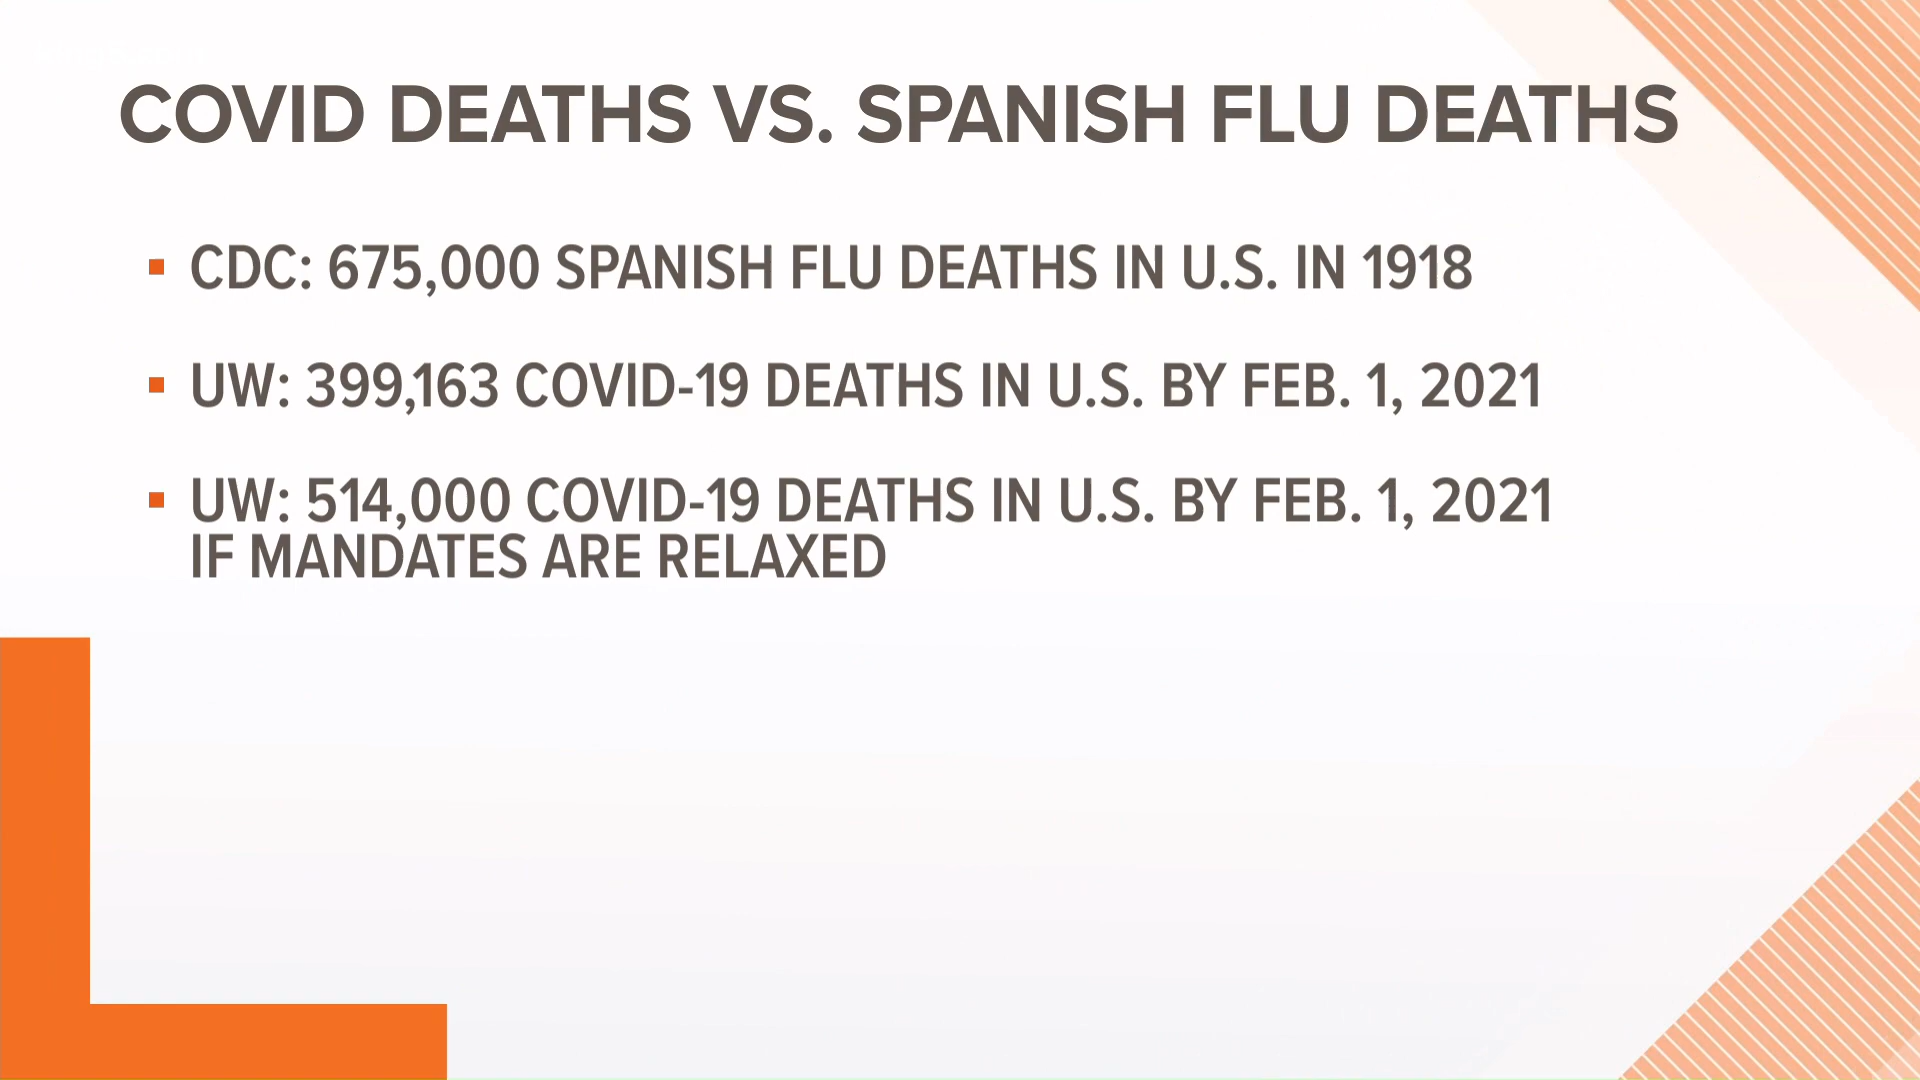 COVID DEATHS VS. SPANISH FLU DEATHS
CDC: 675,000 SPANISH FLU DEATHS IN U.S. IN 1918
UW: 399,163 COVID-19 DEATHS IN U.S. BY FEB. 1, 2021
UW: 514,000 COVID-19 DEATHS IN U.S. BY FEB. 1, 2021
IF MANDATES ARE RELAXED